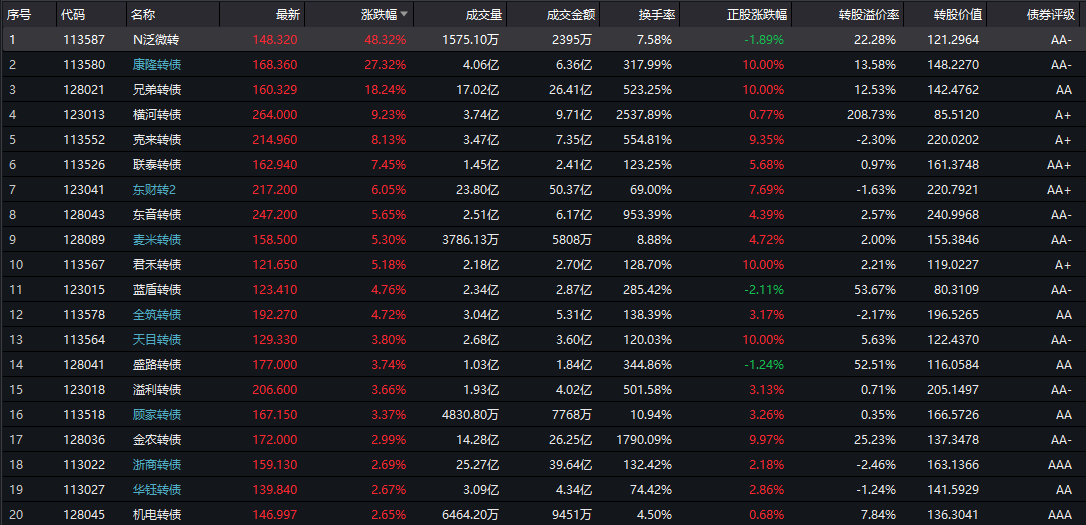 序号 代码 名称 最新 涨跌幅 成交量 成交金额 换手率 正股涨跌幅 转股溢价率 转股价值 债券评级
1 113587 N泛微转 148.320 48.32% 1575.10万 2395万 7.58% -1.89% 22.28% 121.2964 AA-
2 113580 康隆转债 168.360 27.32% 4.06亿 6.36亿 317.99% 10.00% 13.58% 148.2270 AA-
3 128021 兄弟转债 160.329 18.24% 17.02亿 26.41亿 523.25% 10.00% 12.53% 142.4762 AA
4 123013 横河转债 264.000 9.23% 3.74亿 9.71亿 2537.89% 0.77% 208.73% 85.5120 A+
5 113552 克来转债 214.960 8.13% 3.47亿 7.35亿 554.81% 9.35% -2.30% 220.0202 A+
6 113526 联泰转债 162.940 7.45% 1.45亿 2.41亿 123.25% 5.68% 0.97% 161.3748 AA+
7 123041 东财转2 217.200 6.05% 23.80亿 50.37亿 69.00% 7.69% -1.63% 220.7921 AA+
8 128043 东音转债 247.200 5.65% 2.51亿 6.17亿 953.39% 4.39% 2.57% 240.9968 AA-
9 128089 麦米转债 158.500 5.30% 3786.13万 5808万 8.88% 4.72% 2.00% 155.3846 AA-
10 113567 君禾转债 121.650 5.18% 2.18亿 2.70亿 128.70% 10.00% 2.21% 119.0227 A+
11 123015 蓝盾转债 123.410 4.76% 2.34亿 2.87亿 285.42% -2.11% 53.67% 80.3109 AA-
12 113578 全筑转债 192.270 4.72% 3.04亿 5.31亿 138.39% 3.17% -2.17% 196.5265 AA
13 113564 天目转债 129.330 3.80% 2.68亿 3.60亿 120.03% 10.00% 5.63% 122.4370 AA-
14 128041 盛路转债 177.000 3.74% 1.03亿 1.84亿 344.86% -1.24% 52.51% 116.0584 AA
15 123018 溢利转债 206.600 3.66% 1.93亿 4.02亿 501.58% 3.13% 0.71% 205.1497 AA-
16 113518 顾家转债 167.150 3.37% 4830.80万 7768万 10.94% 3.26% 0.35% 166.5726 AA
17 128036 金农转债 172.000 2.99% 14.28亿 26.25亿 1790.09% 9.97% 25.23% 137.3478 AA-
18 113022 浙商转债 159.130 2.69% 25.27亿 39.64亿 132.42% 2.18% -2.46% 163.1366 AAA
19 113027 华钰转债 139.840 2.67% 3.09亿 4.34亿 74.42% 2.86% -1.24% 141.5929 AA
20 128045 机电转债 146.997 2.65% 6464.20万 9451万 4.50% 0.68% 7.84% 136.3041 AAA